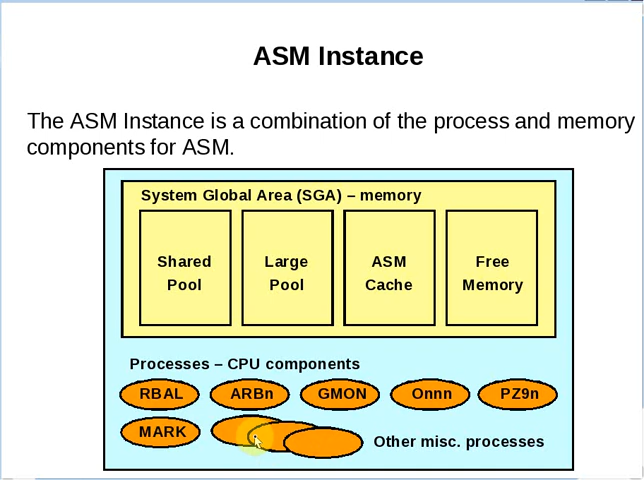 ASM Instance
The ASM Instance is a combination of the process and memory
components for ASM.
System Global Area (SGA) – memory
Shared
Pool
Large
Pool
ASM
Cache
Free
Memory
Processes – CPU components
RBAL
ARBn
GMON
Onnn
PZ9n
MARK
Other misc. processes